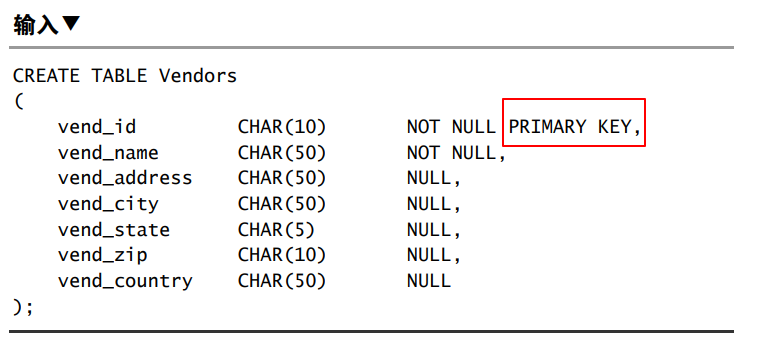 输入▼
CREATE TABLE Vendors
(
vend_id CHAR(10) NOT NULL PRIMARY KEY,
vend_name CHAR(50) NOT NULL,
vend_address CHAR(50) NULL,
vend_city CHAR(50) NULL,
vend_state CHAR(5) NULL,
vend_zip CHAR(10) NULL,
vend_country CHAR(50) NULL
);